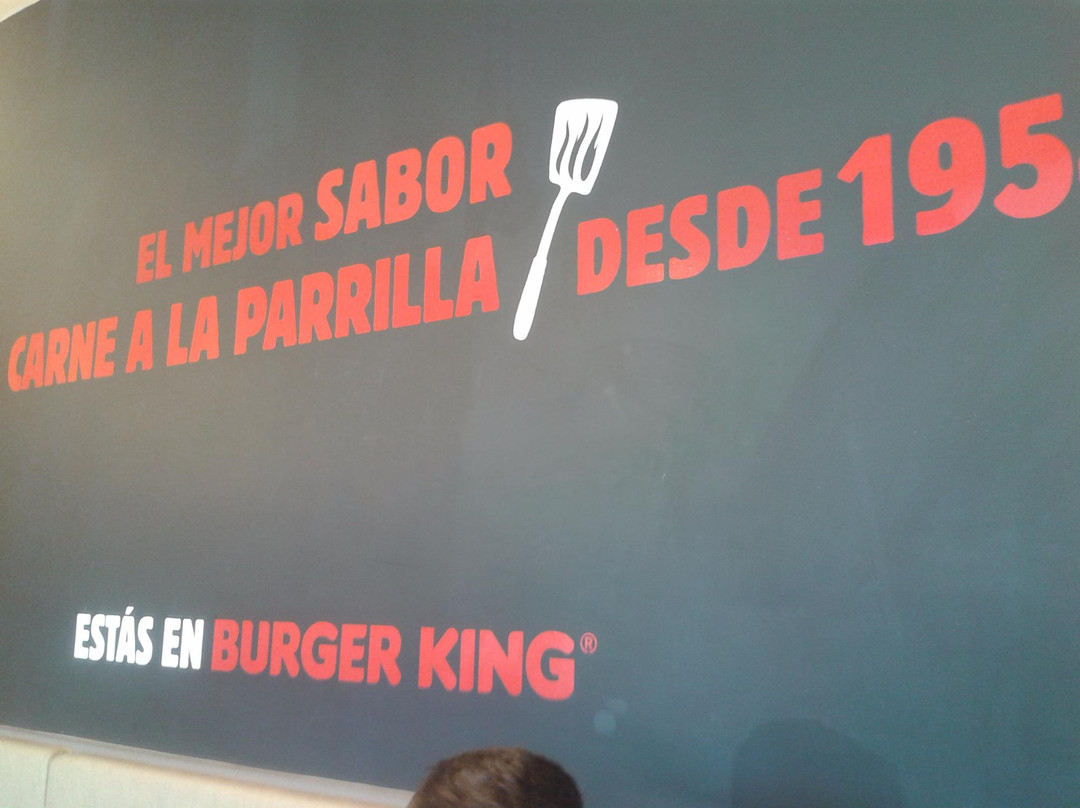 EL MEJOR SABOR
CARNE A LA PARRILLA DESDE 195
ESTÁS EN BURGER KING®